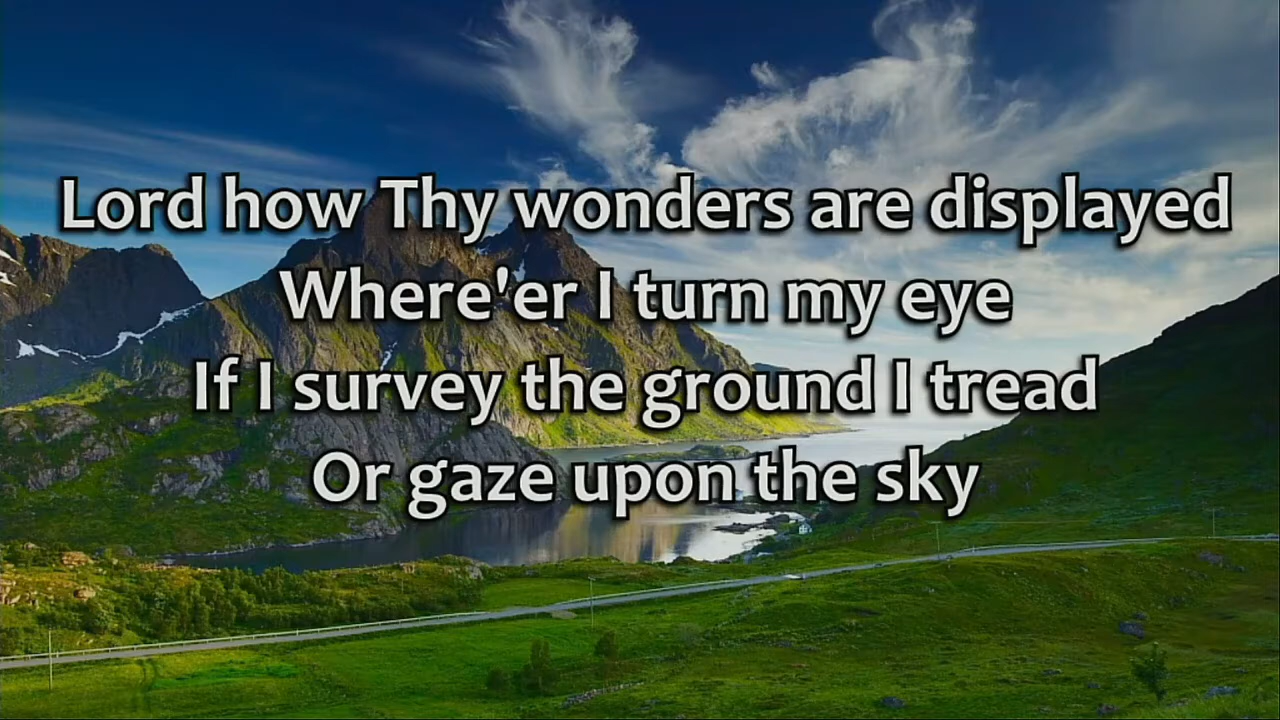 Lord how Thy wonders are displayed
Where'er I turn my eye
If I survey the ground I tread
Or gaze upon the sky